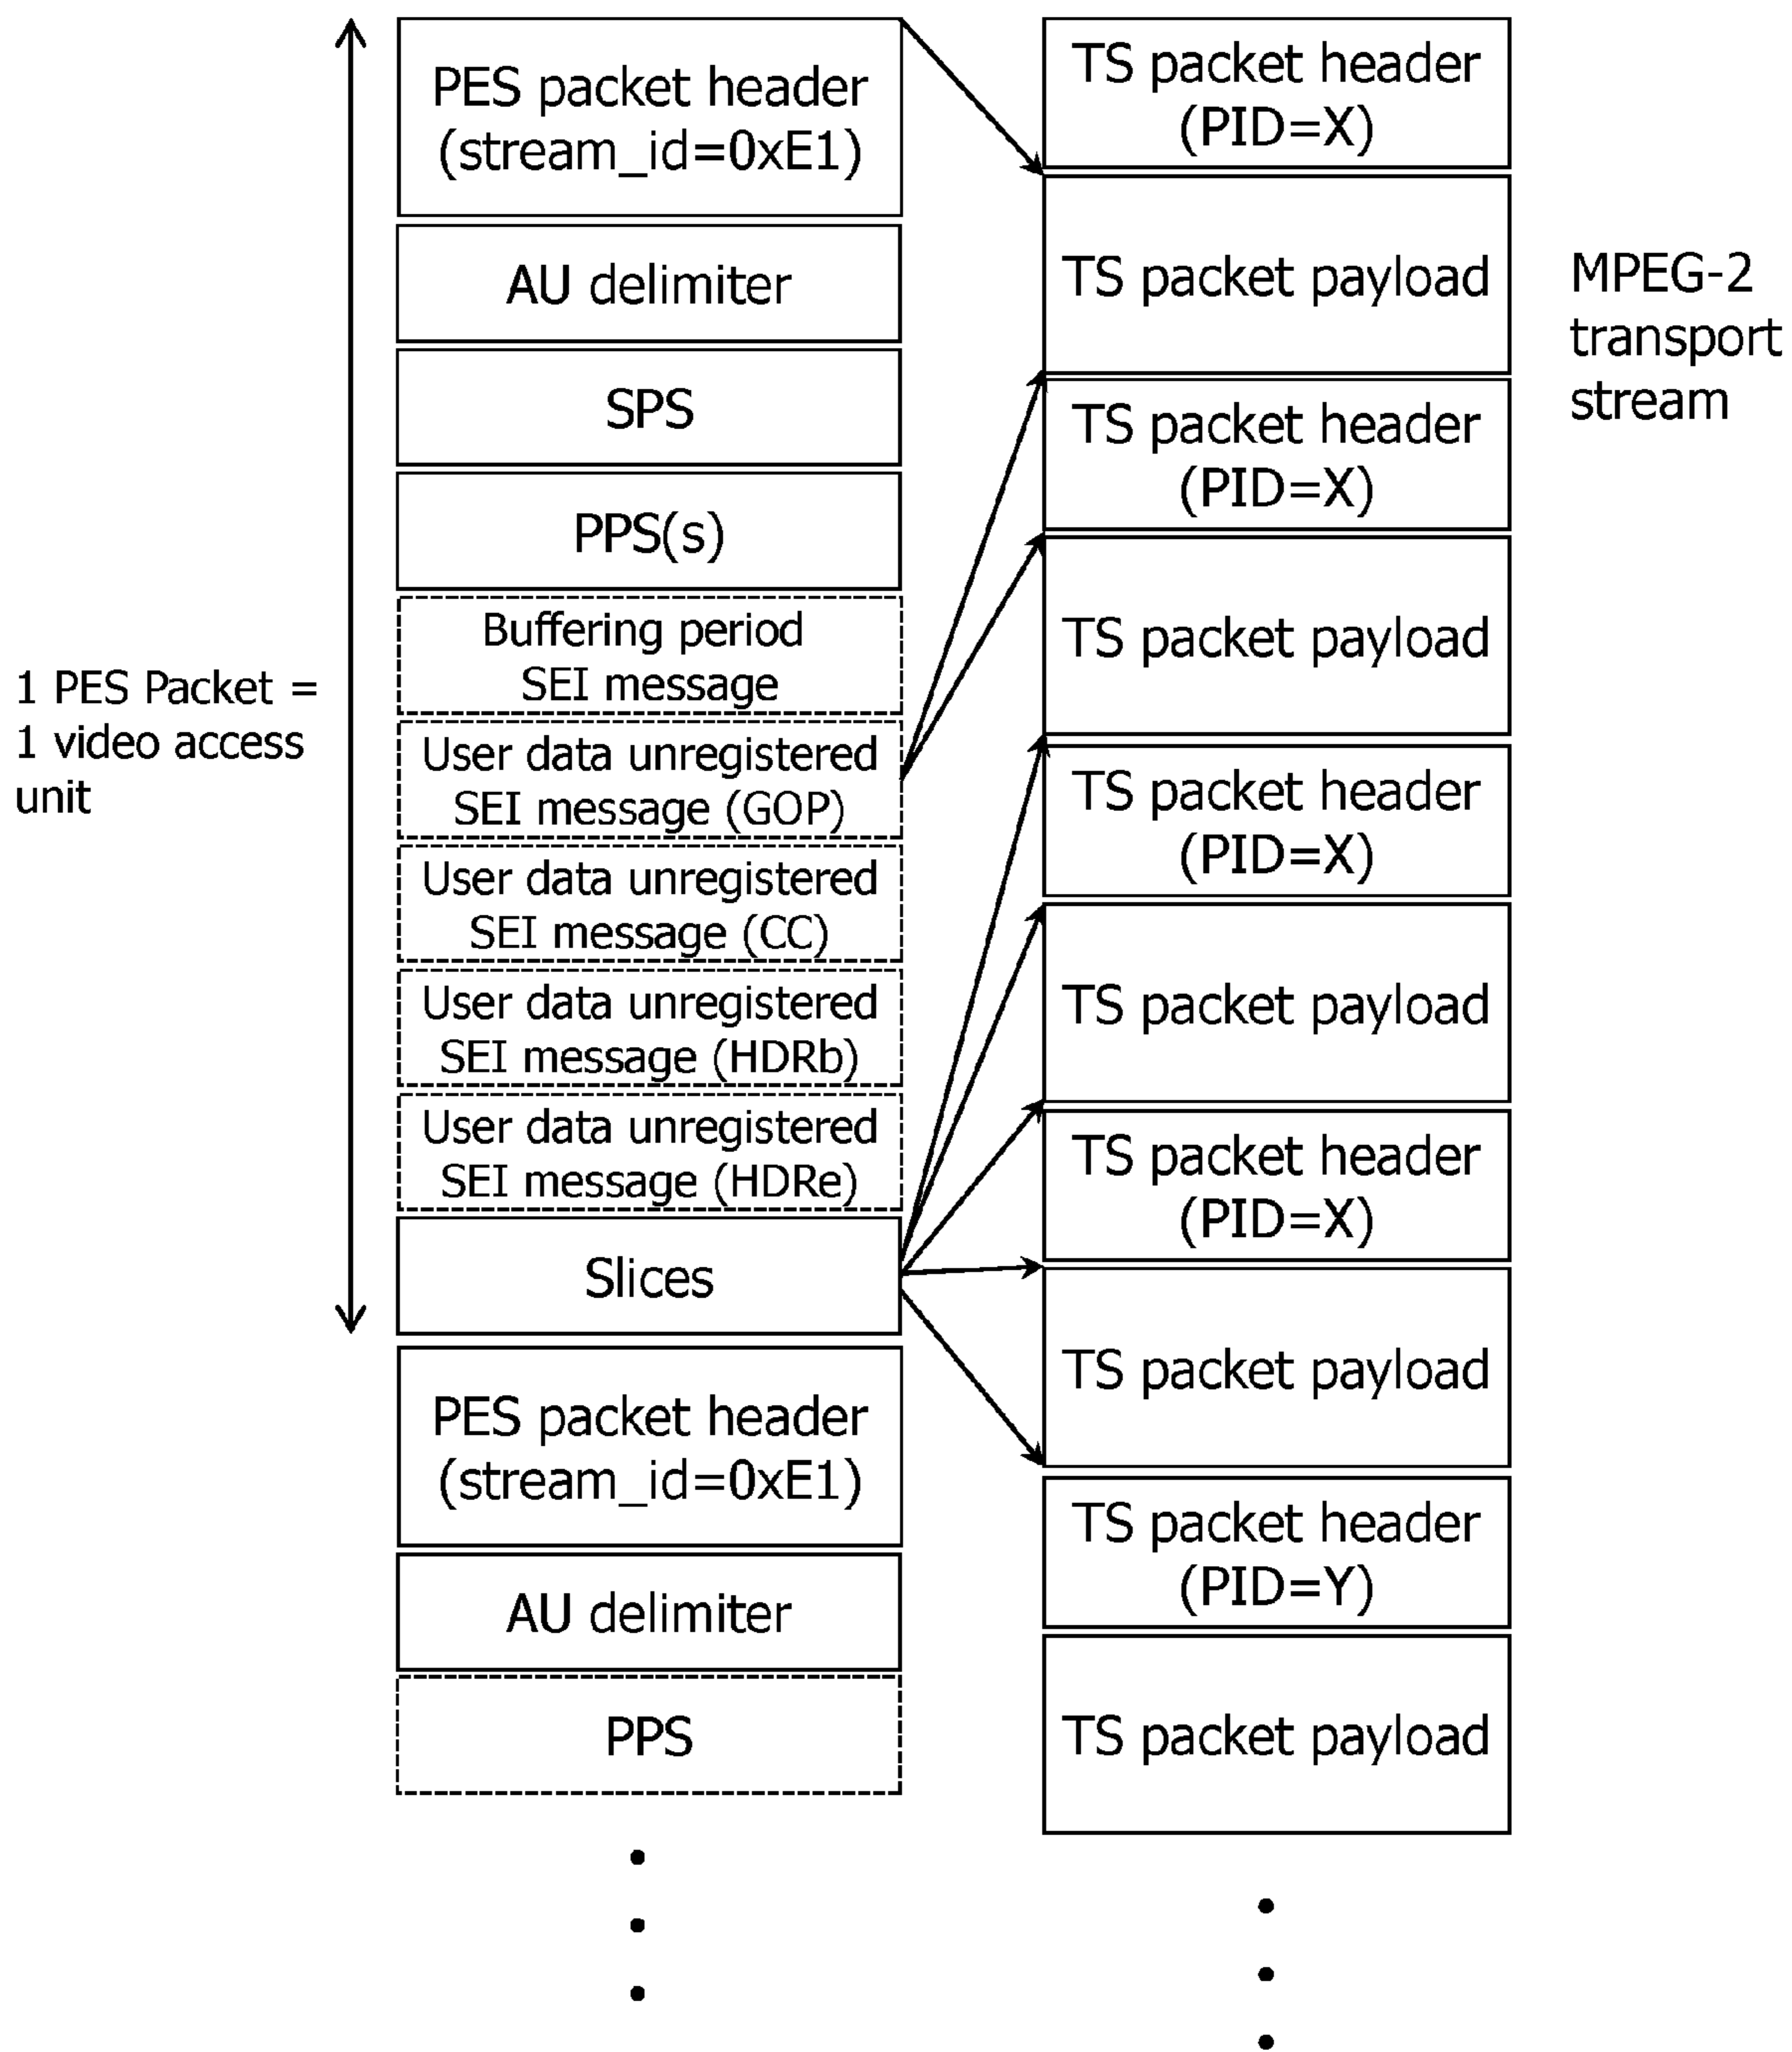 1 PES Packet =
1 video access
unit
PES packet header
(stream_id=0xE1)
AU delimiter
SPS
PPS(s)
Buffering period
SEI message
User data unregistered
SEI message (GOP)
User data unregistered
SEI message (CC)
User data unregistered
SEI message (HDRb)
User data unregistered
SEI message (HDRe)
Slices
PES packet header
(stream_id=0xE1)
AU delimiter
PPS
TS packet header
(PID=X)
TS packet payload
TS packet header
(PID=X)
TS packet payload
TS packet header
(PID=X)
TS packet payload
TS packet header
(PID=X)
TS packet payload
TS packet header
(PID=Y)
TS packet payload
MPEG-2
transport
stream